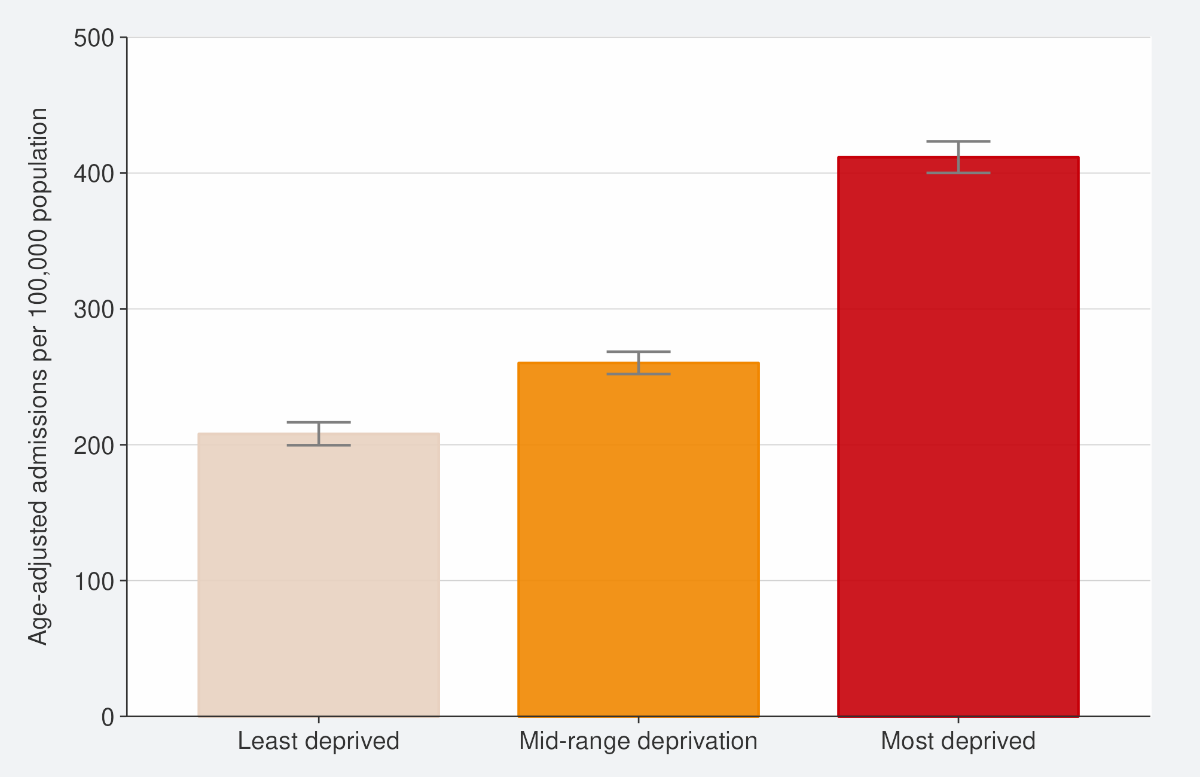 Age-adjusted admissions per 100,000 population
500
400
300
200
100
0
Least deprived
Mid-range deprivation
Most deprived